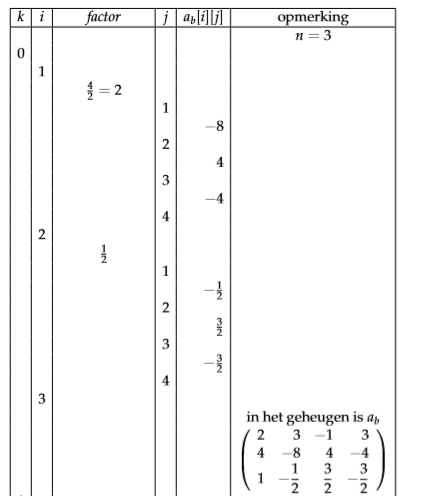 k i factor j a_b[i][j] opmerking
n = 3
0
1
4/2 = 2
1
−8
2
4
3
−4
4
2
1/2
1
−1/2
2
3/2
3
−3/2
4
3
in het geheugen is a_b
2 3 −1 3
4 −8 4 −4
1 −1/2 3/2 −3/2